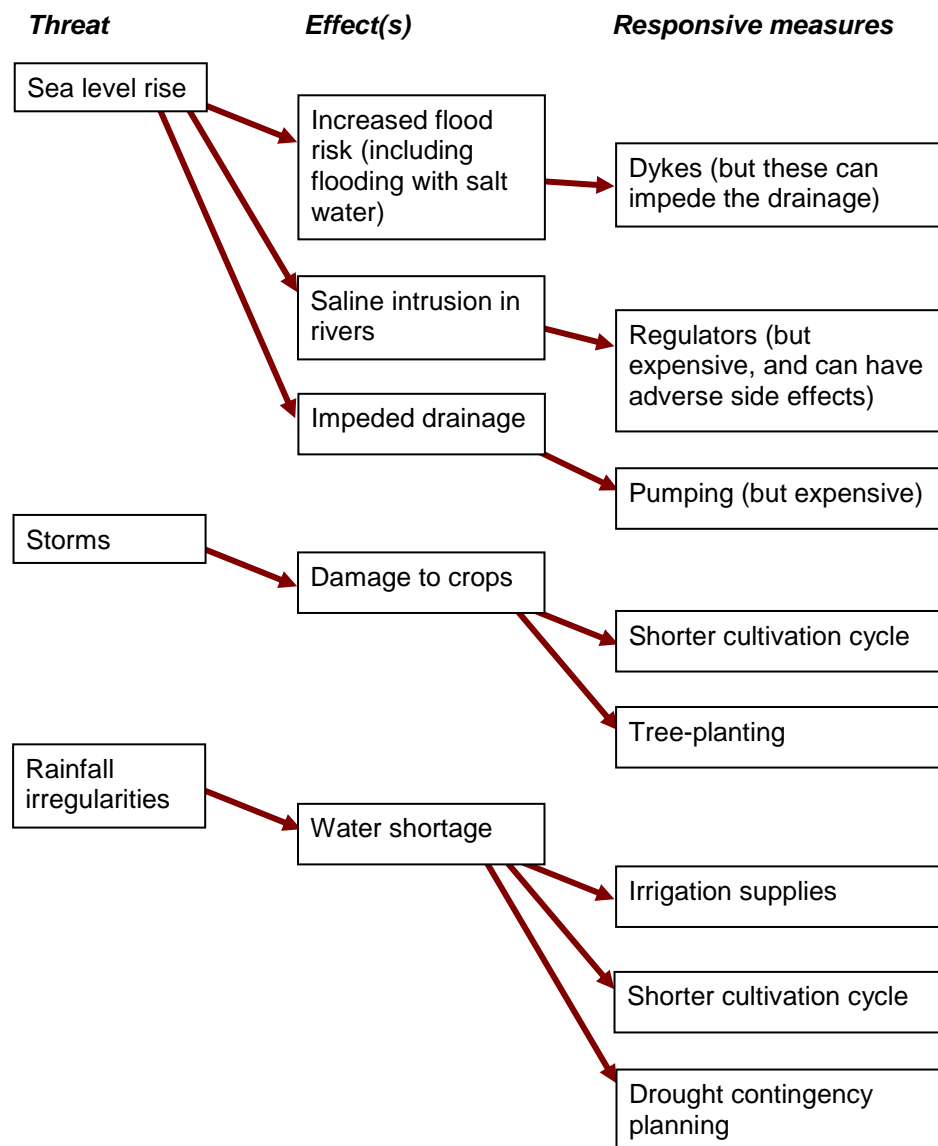 Threat
Effect(s)
Responsive measures
Sea level rise
Increased flood
risk (including
flooding with salt
water)
Dykes (but these can
impede the drainage)
Saline intrusion in
rivers
Regulators (but
expensive, and can have
adverse side effects)
Impeded drainage
Pumping (but expensive)
Storms
Damage to crops
Shorter cultivation cycle
Tree-planting
Rainfall
irregularities
Water shortage
Irrigation supplies
Shorter cultivation cycle
Drought contingency
planning